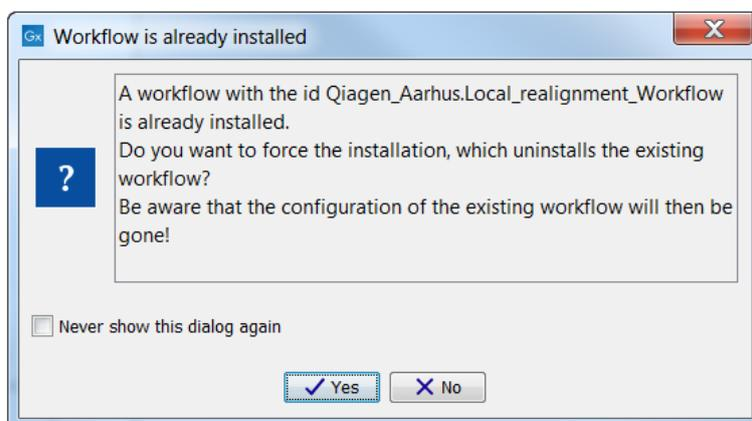 Gx Workflow is already installed
X
A workflow with the id Qiagen_Aarhus.Local_realignment_Workflow
is already installed.
Do you want to force the installation, which uninstalls the existing
workflow?
Be aware that the configuration of the existing workflow will then be
gone!
?
Never show this dialog again
Yes
No